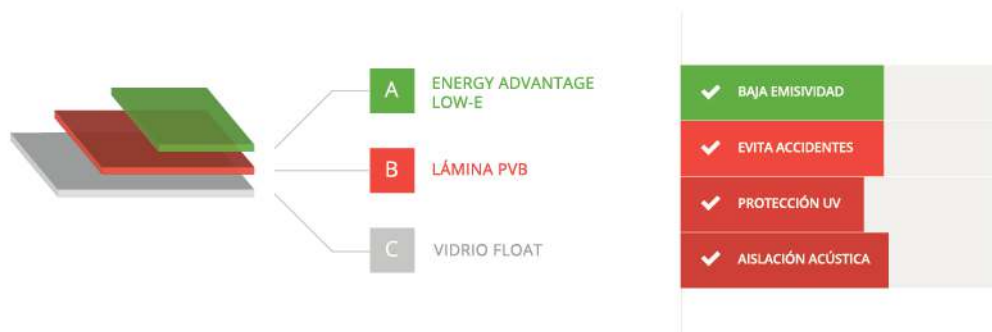 A
ENERGY ADVANTAGE
LOW-E
B
LÁMINA PVB
C
VIDRIO FLOAT
BAJA EMISIVIDAD
EVITA ACCIDENTES
PROTECCIÓN UV
AISLACIÓN ACÚSTICA